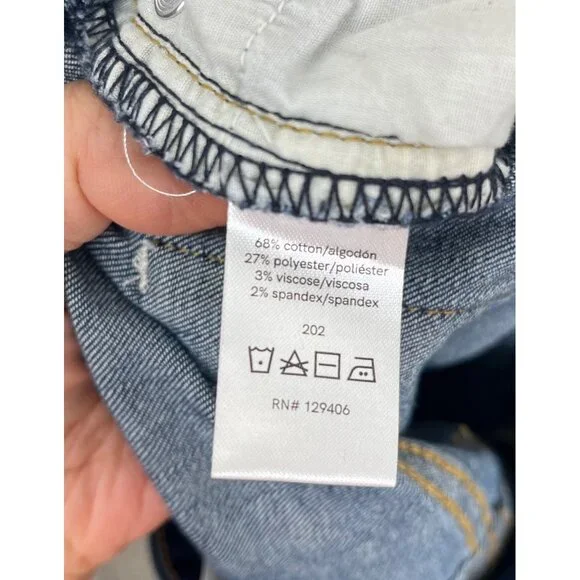 68% cotton/algodón
27% polyester/poliéster
3% viscose/viscosa
2% spandex/spandex
202
RN# 129406